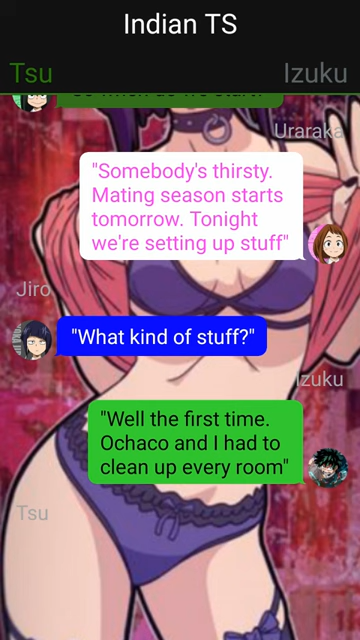 Indian TS
Tsu
Izuku
Uraraka
"Somebody's thirsty.
Mating season starts
tomorrow. Tonight
we're setting up stuff"
Jiro
"What kind of stuff?"
Izuku
"Well the first time.
Ochaco and I had to
clean up every room"
Tsu